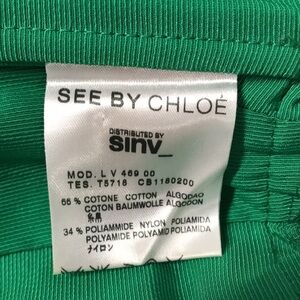 SEE BY CHLOÉ
DISTRIBUTED BY
sinv_
MOD. L V 469 00
TES. T5716 CB1180200
66 % COTONE COTTON ALGODAO
COTON BAUMWOLLE ALGODON
34 % POLIAMMIDE NYLON POLIAMIDA
POLYAMIDE POLYAMID POLIAMIDA
ナイロン